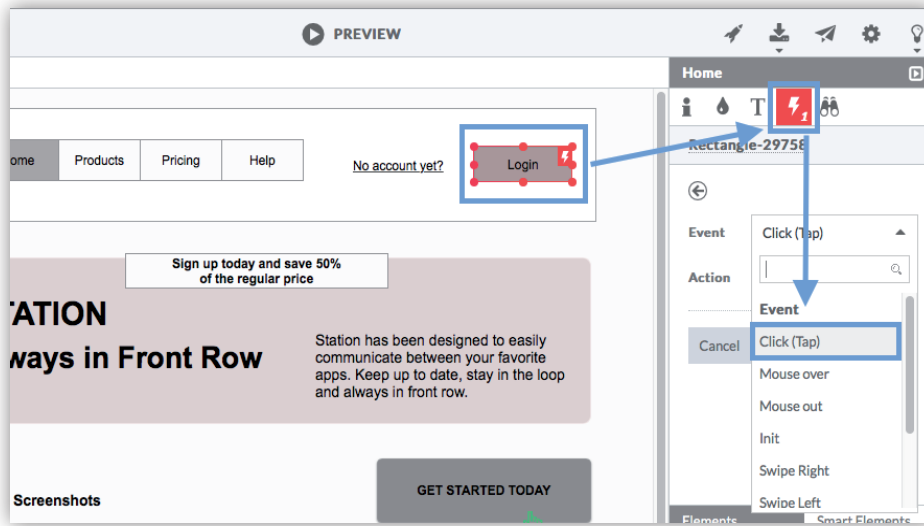 PREVIEW
Home
T
1
ome
Products
Pricing
Help
No account yet?
Login
Rectangle-29758
Event
Click (Tap)
Action
Event
Cancel
Click (Tap)
Mouse over
Mouse out
Init
Swipe Right
Swipe Left
Sign up today and save 50%
of the regular price
TATION
ways in Front Row
Station has been designed to easily
communicate between your favorite
apps. Keep up to date, stay in the loop
and always in front row.
Screenshots
GET STARTED TODAY
Elements
Smart Elements